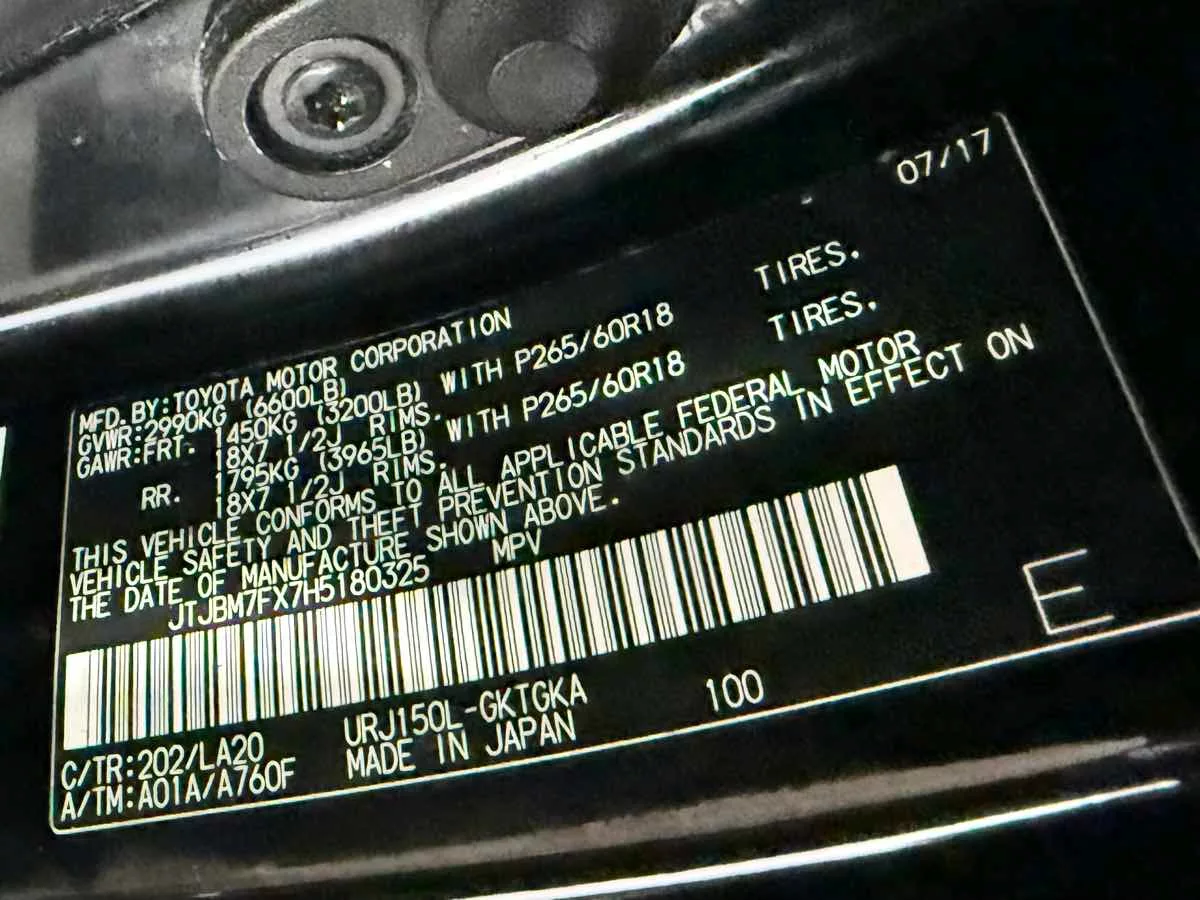 07/17
MFD. BY: TOYOTA MOTOR CORPORATION
GVWR:2990KG (6600LB)
GAWR:FRT. 1450KG (3200LB) WITH P265/60R18 TIRES.
18X7 1/2J RIMS.
RR. 1795KG (3965LB) WITH P265/60R18 TIRES.
18X7 1/2J RIMS.
THIS VEHICLE CONFORMS TO ALL APPLICABLE FEDERAL MOTOR
VEHICLE SAFETY AND THEFT PREVENTION STANDARDS IN EFFECT ON
THE DATE OF MANUFACTURE SHOWN ABOVE.
JTJBM7FX7H5180325 MPV
E
C/TR:202/LA20 URJ150L-GKTGKA 100
A/TM:A01A/A760F MADE IN JAPAN